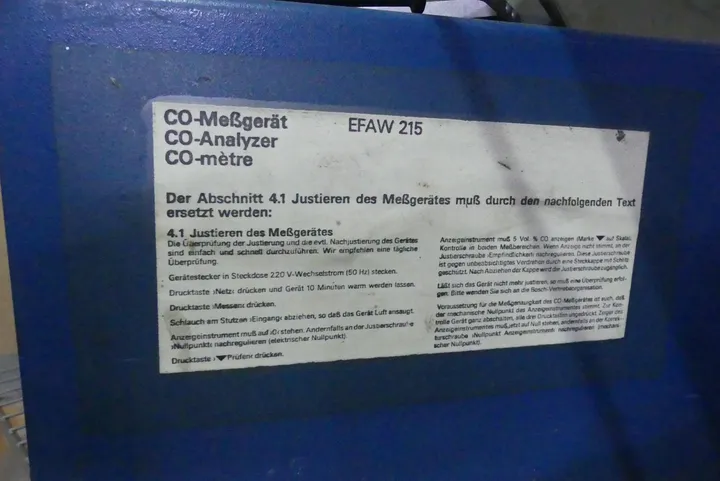 CO-Meßgerät
EFAW 215
CO-Analyzer
CO-mètre
Der Abschnitt 4.1 Justieren des Meßgerätes muß durch den nachfolgenden Text
ersetzt werden:
4.1 Justieren des Meßgerätes
Die Überprüfung der Justierung und die evtl. Nachjustierung des Gerätes
sind einfach und schnell durchzuführen. Wir empfehlen eine tägliche
Überprüfung.
Gerätestecker in Steckdose 220 V-Wechselstrom (50 Hz) stecken.
Drucktaste ›Netz‹ drücken und Gerät 10 Minuten warm werden lassen.
Drucktaste ›Messen‹ drücken.
Schlauch am Stutzen ›Eingang‹ abziehen, so daß das Gerät Luft ansaugt.
Anzeigeinstrument muß auf ›0‹ stehen. Andernfalls an der Justierschraube
›Nullpunkt‹ nachregulieren (elektrischer Nullpunkt).
Drucktaste ›▼Prüfen‹ drücken.
Anzeigeinstrument muß 5 Vol. % CO anzeigen (Marke ▼ auf Skala).
Kontrolle in beiden Meßbereichen. Wenn Anzeige nicht stimmt, an der
Justierschraube ›Empfindlichkeit‹ nachregulieren. Diese Justierschraube
ist gegen unbeabsichtigtes Verdrehen durch eine Steckkappe mit Schlitz
geschützt. Nach Abziehen der Kappe wird die Justierschraube zugänglich.
Läßt sich das Gerät nicht mehr justieren, so muß eine Überprüfung erfol-
gen. Bitte wenden Sie sich an die Bosch-Vertriebsorganisation.
Voraussetzung für die Meßgenauigkeit des CO-Meßgerätes ist auch, daß
der mechanische Nullpunkt des Anzeigeinstrumentes stimmt. Zur Kon-
trolle Gerät ganz abschalten, alle drei Drucktasten ungedrückt. Zeiger des
Anzeigeinstrumentes muß jetzt auf Null stehen, andernfalls an der Korrek-
turschraube ›Nullpunkt Anzeigeinstrument‹ nachregulieren (mechani-
scher Nullpunkt).